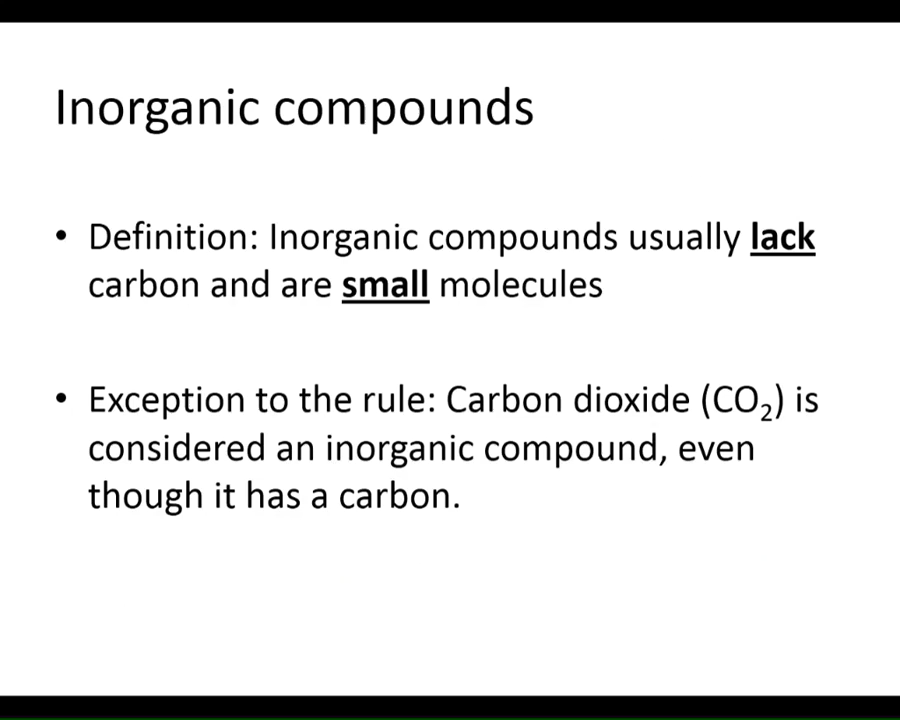 Inorganic compounds
• Definition: Inorganic compounds usually lack
carbon and are small molecules
• Exception to the rule: Carbon dioxide (CO₂) is
considered an inorganic compound, even
though it has a carbon.